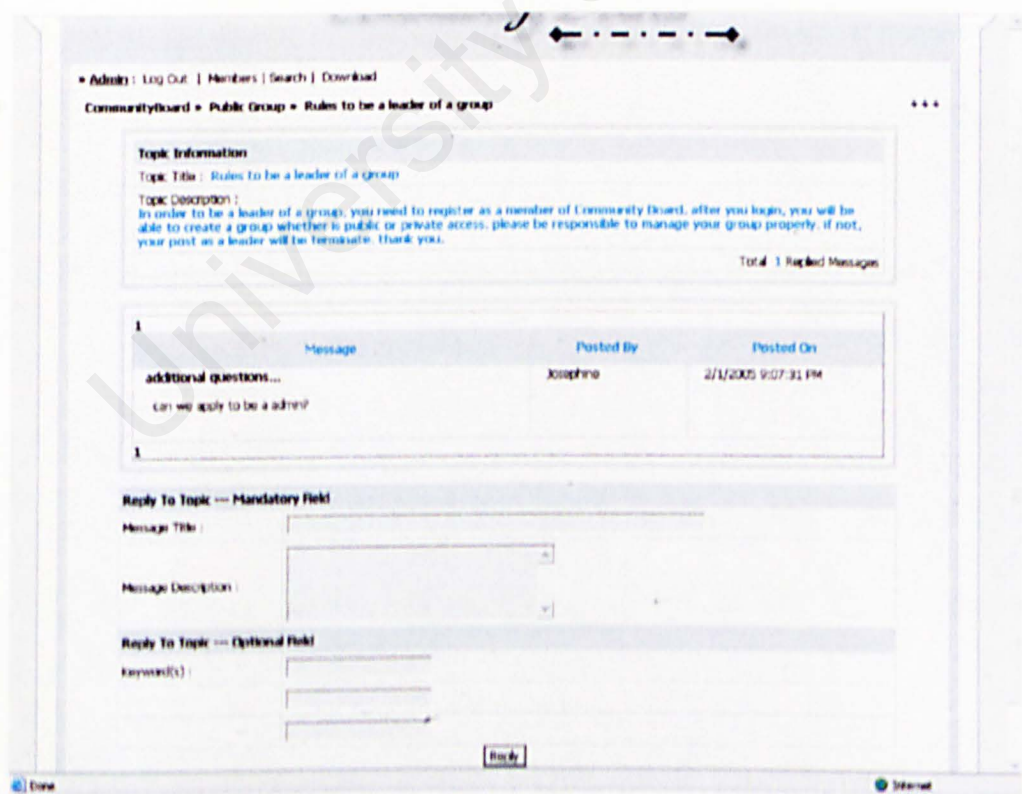 University
» Admin : Log Out | Members | Search | Download
CommunityBoard » Public Group » Rules to be a leader of a group
Topic Information
Topic Title : Rules to be a leader of a group
Topic Description :
In order to be a leader of a group, you need to register as a member of Community Board, after you login, you will be
able to create a group whether is public or private access. please be responsible to manage your group properly. if not,
your post as a leader will be terminate. thank you.
Total 1 Replied Messages
1
Message Posted By Posted On
additional questions... Josephine 2/1/2005 9:07:31 PM
can we apply to be a admin?
1
Reply To Topic --- Mandatory Field
Message Title :
Message Description :
Reply To Topic --- Optional Field
Keyword(s) :
Reply
Done Internet